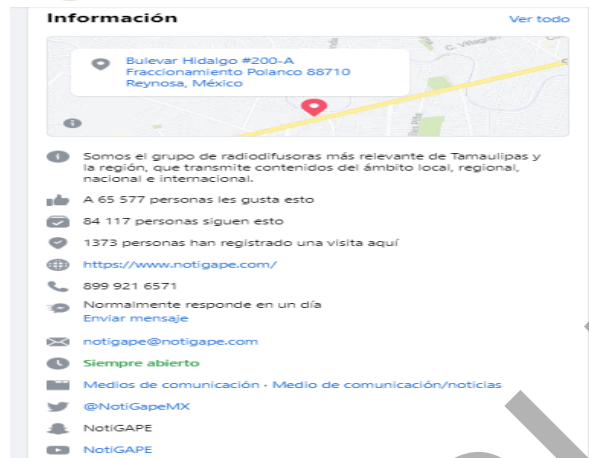 Información
Ver todo
C. Villagrán
Bulevar Hidalgo #200-A
Fraccionamiento Polanco 88710
Reynosa, México
Somos el grupo de radiodifusoras más relevante de Tamaulipas y
la región, que transmite contenidos del ámbito local, regional,
nacional e internacional.
A 65 577 personas les gusta esto
84 117 personas siguen esto
1373 personas han registrado una visita aquí
https://www.notigape.com/
899 921 6571
Normalmente responde en un día
Enviar mensaje
notigape@notigape.com
Siempre abierto
Medios de comunicación · Medio de comunicación/noticias
@NotiGapeMX
NotiGAPE
NotiGAPE